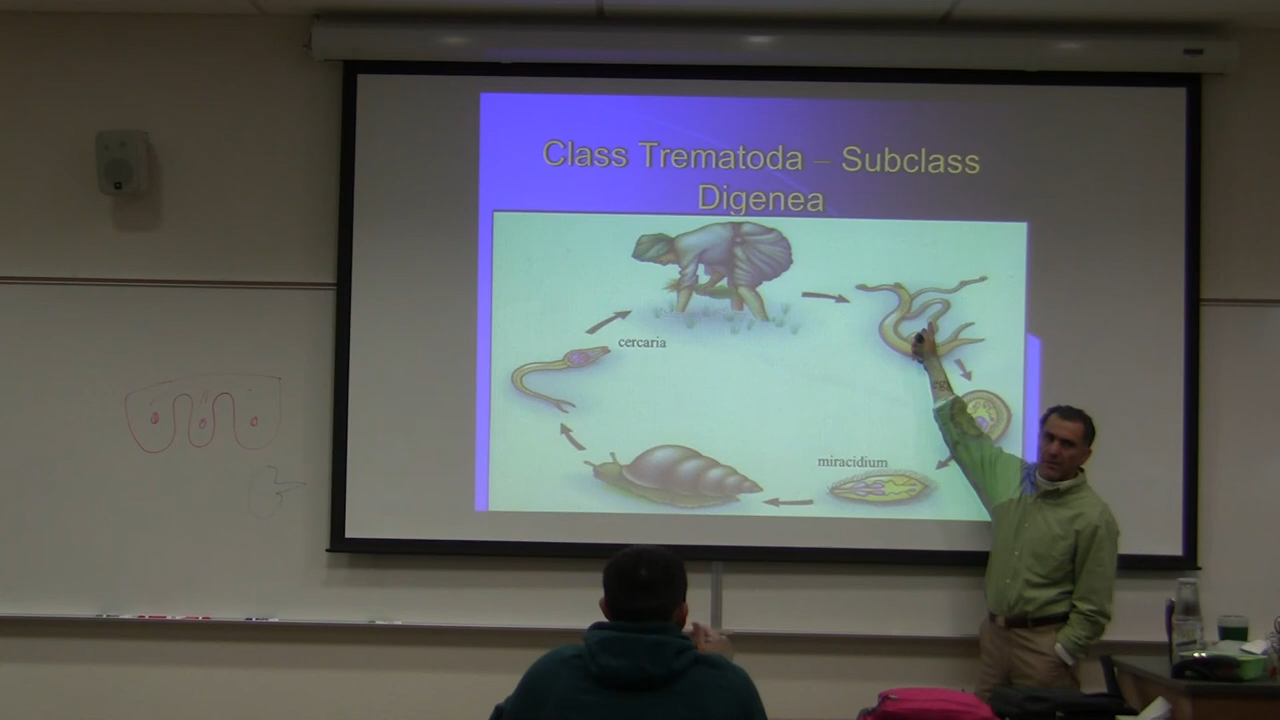 Class Trematoda – Subclass
Digenea
cercaria
miracidium